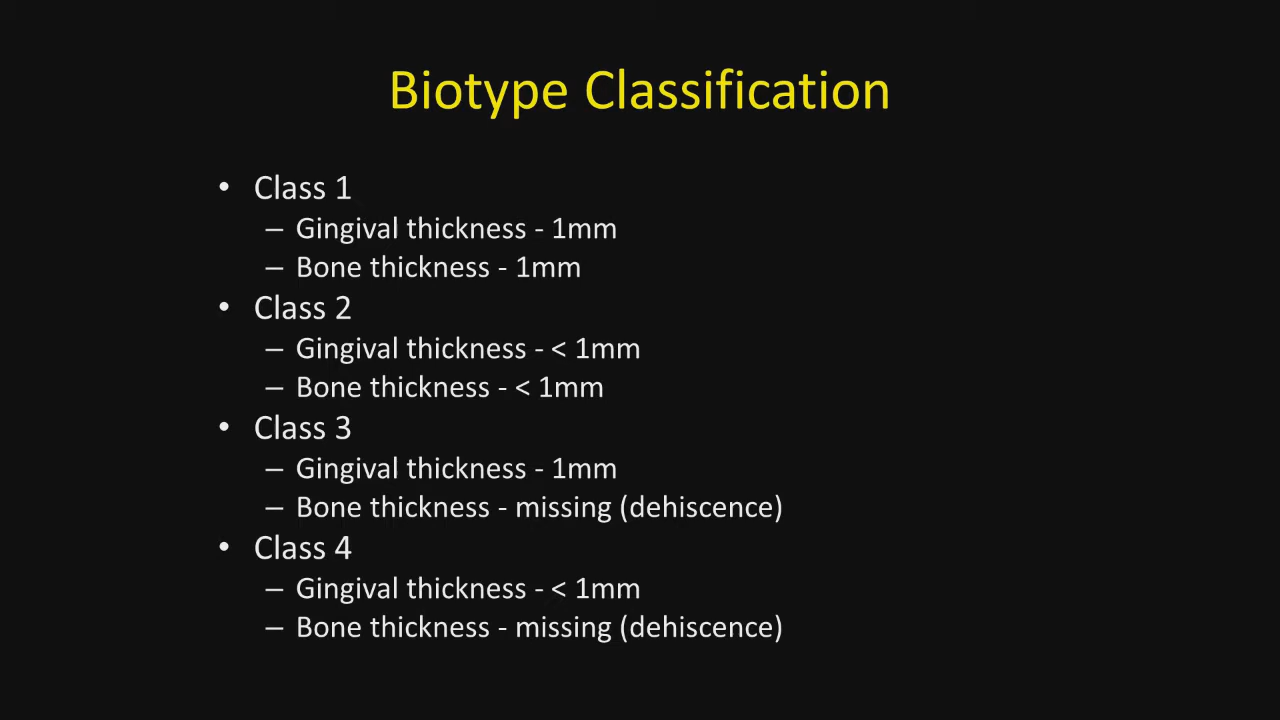 Biotype Classification
• Class 1
– Gingival thickness - 1mm
– Bone thickness - 1mm
• Class 2
– Gingival thickness - < 1mm
– Bone thickness - < 1mm
• Class 3
– Gingival thickness - 1mm
– Bone thickness - missing (dehiscence)
• Class 4
– Gingival thickness - < 1mm
– Bone thickness - missing (dehiscence)